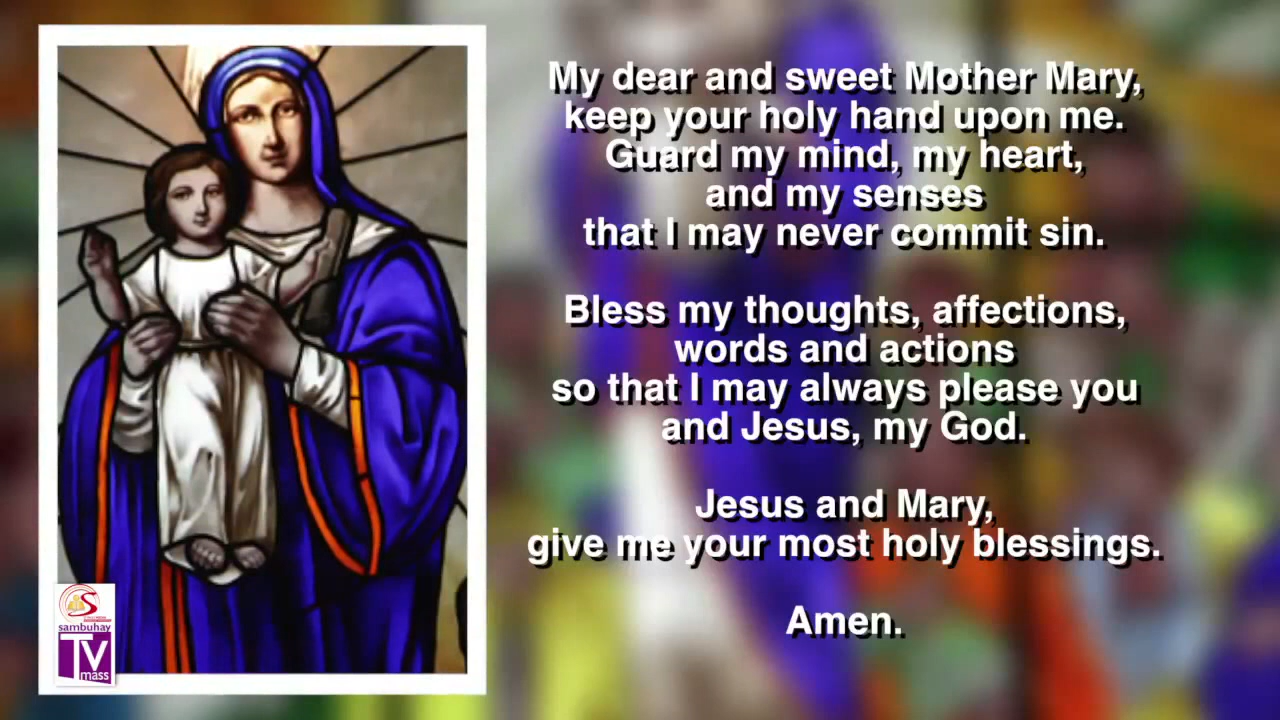 My dear and sweet Mother Mary,
keep your holy hand upon me.
Guard my mind, my heart,
and my senses
that I may never commit sin.
Bless my thoughts, affections,
words and actions
so that I may always please you
and Jesus, my God.
Jesus and Mary,
give me your most holy blessings.
Amen.
sambuhay
TV
mass